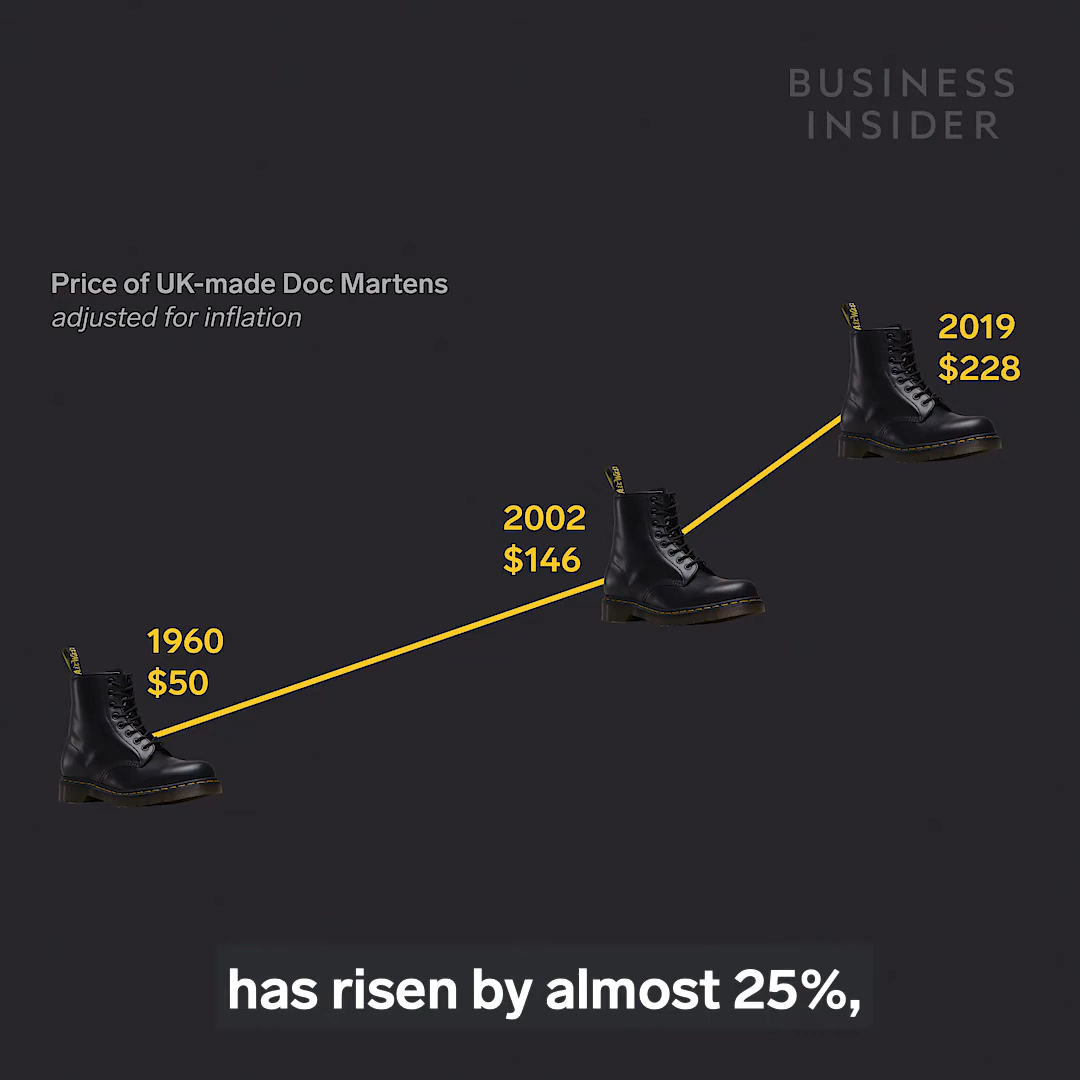 BUSINESS
INSIDER
Price of UK-made Doc Martens
adjusted for inflation
2019
$228
2002
$146
1960
$50
has risen by almost 25%,